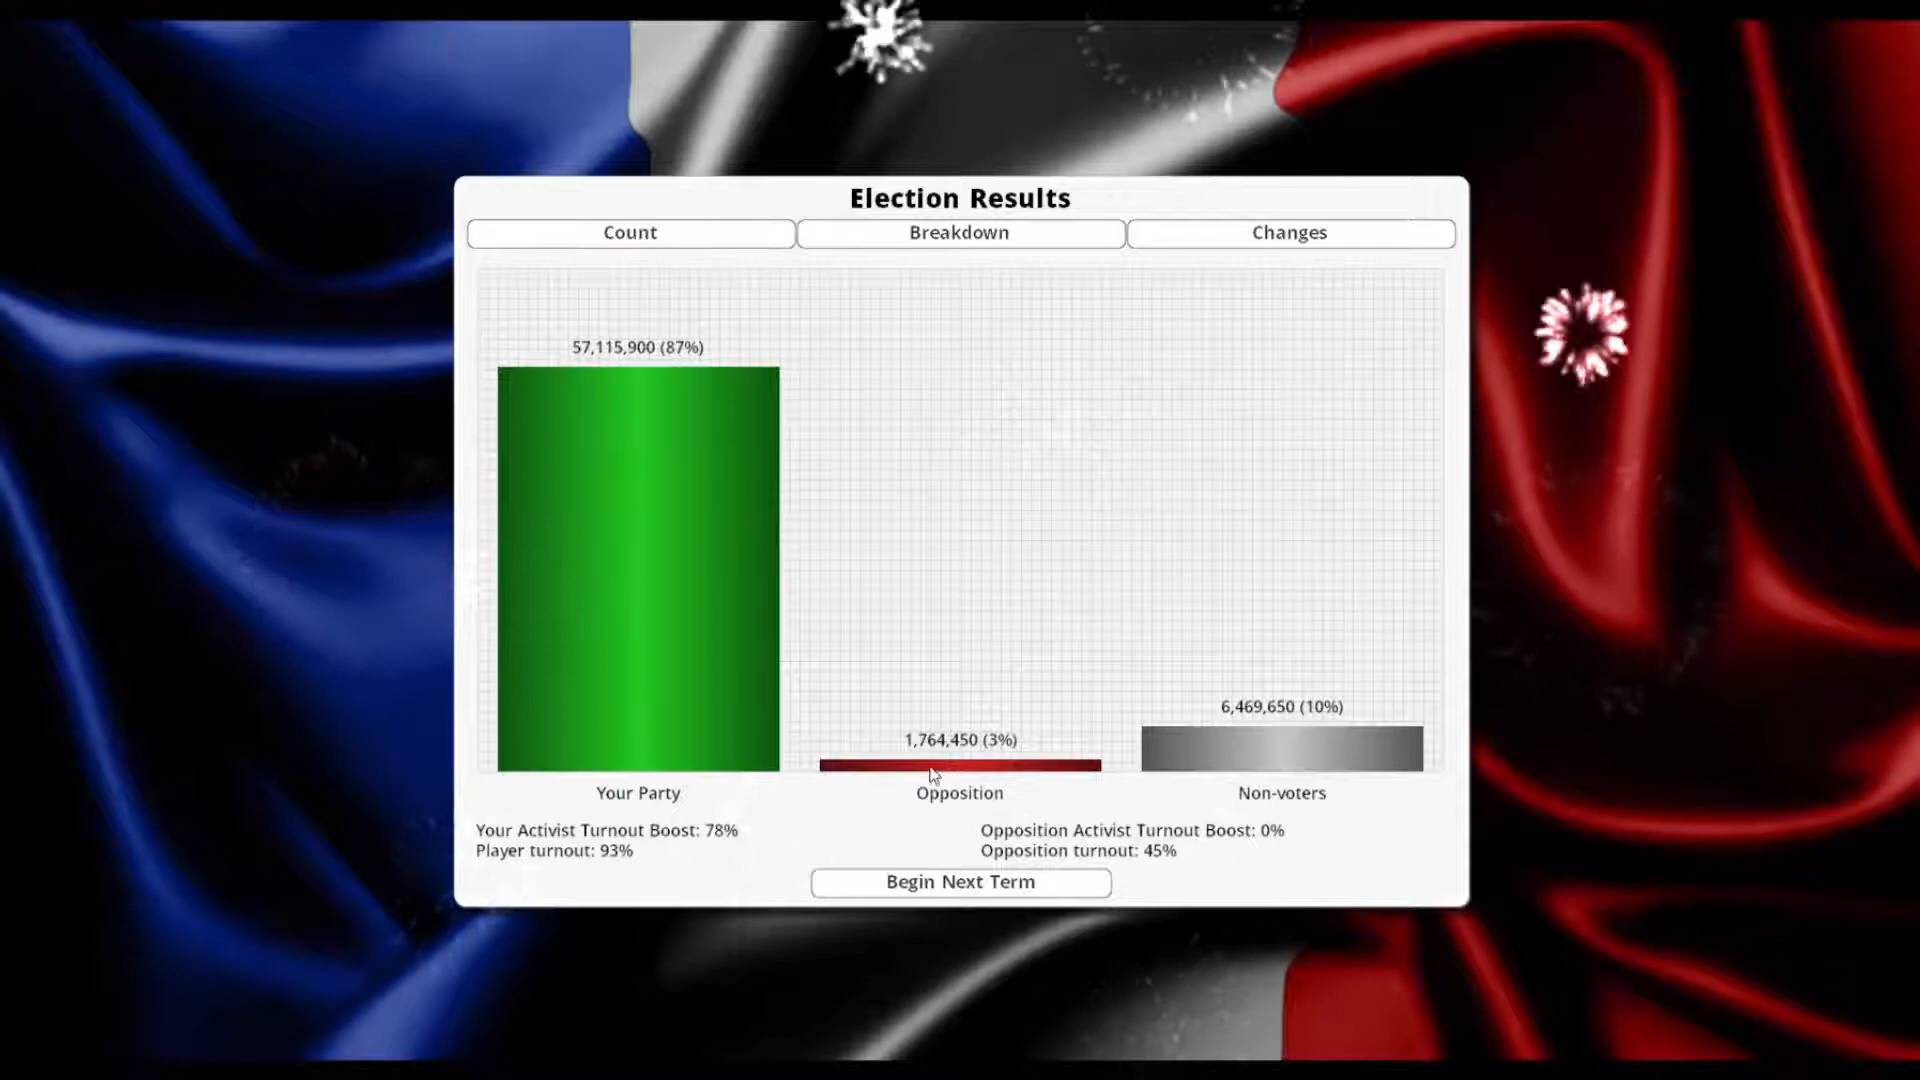 Election Results
Count
Breakdown
Changes
57,115,900 (87%)
6,469,650 (10%)
1,764,450 (3%)
Your Party
Opposition
Non-voters
Your Activist Turnout Boost: 78%
Opposition Activist Turnout Boost: 0%
Player turnout: 93%
Opposition turnout: 45%
Begin Next Term